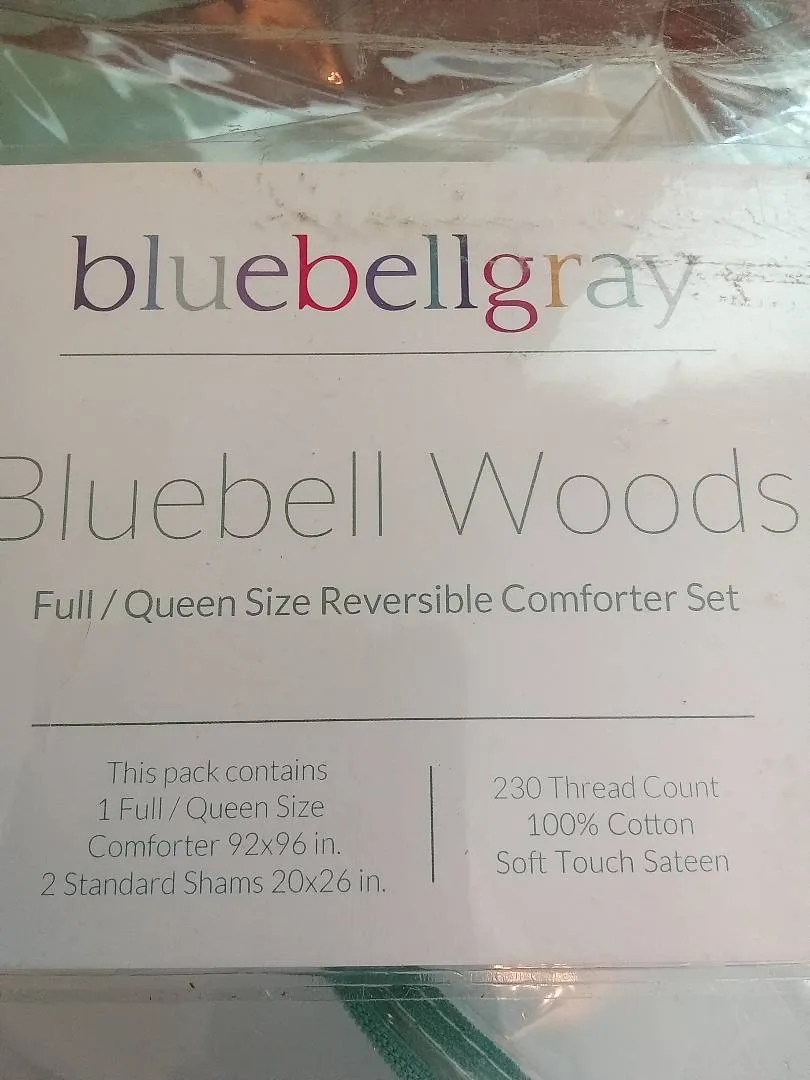 bluebellgray
Bluebell Woods
Full / Queen Size Reversible Comforter Set
This pack contains
1 Full / Queen Size
Comforter 92x96 in.
2 Standard Shams 20x26 in.
230 Thread Count
100% Cotton
Soft Touch Sateen